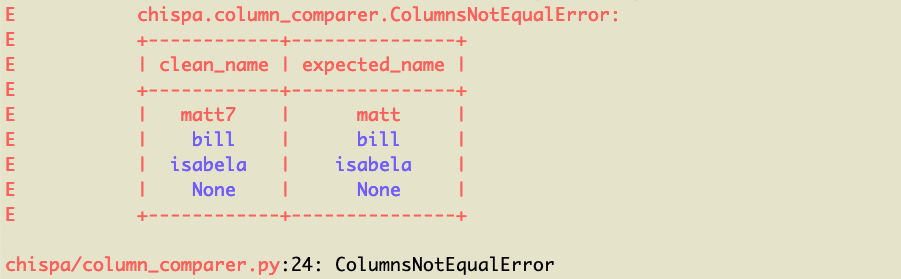 E           chispa.column_comparer.ColumnsNotEqualError:
E           +------------+---------------+
E           | clean_name | expected_name |
E           +------------+---------------+
E           |   matt7    |      matt     |
E           |    bill    |      bill     |
E           |  isabela   |    isabela    |
E           |    None    |      None     |
E           +------------+---------------+
chispa/column_comparer.py:24: ColumnsNotEqualError